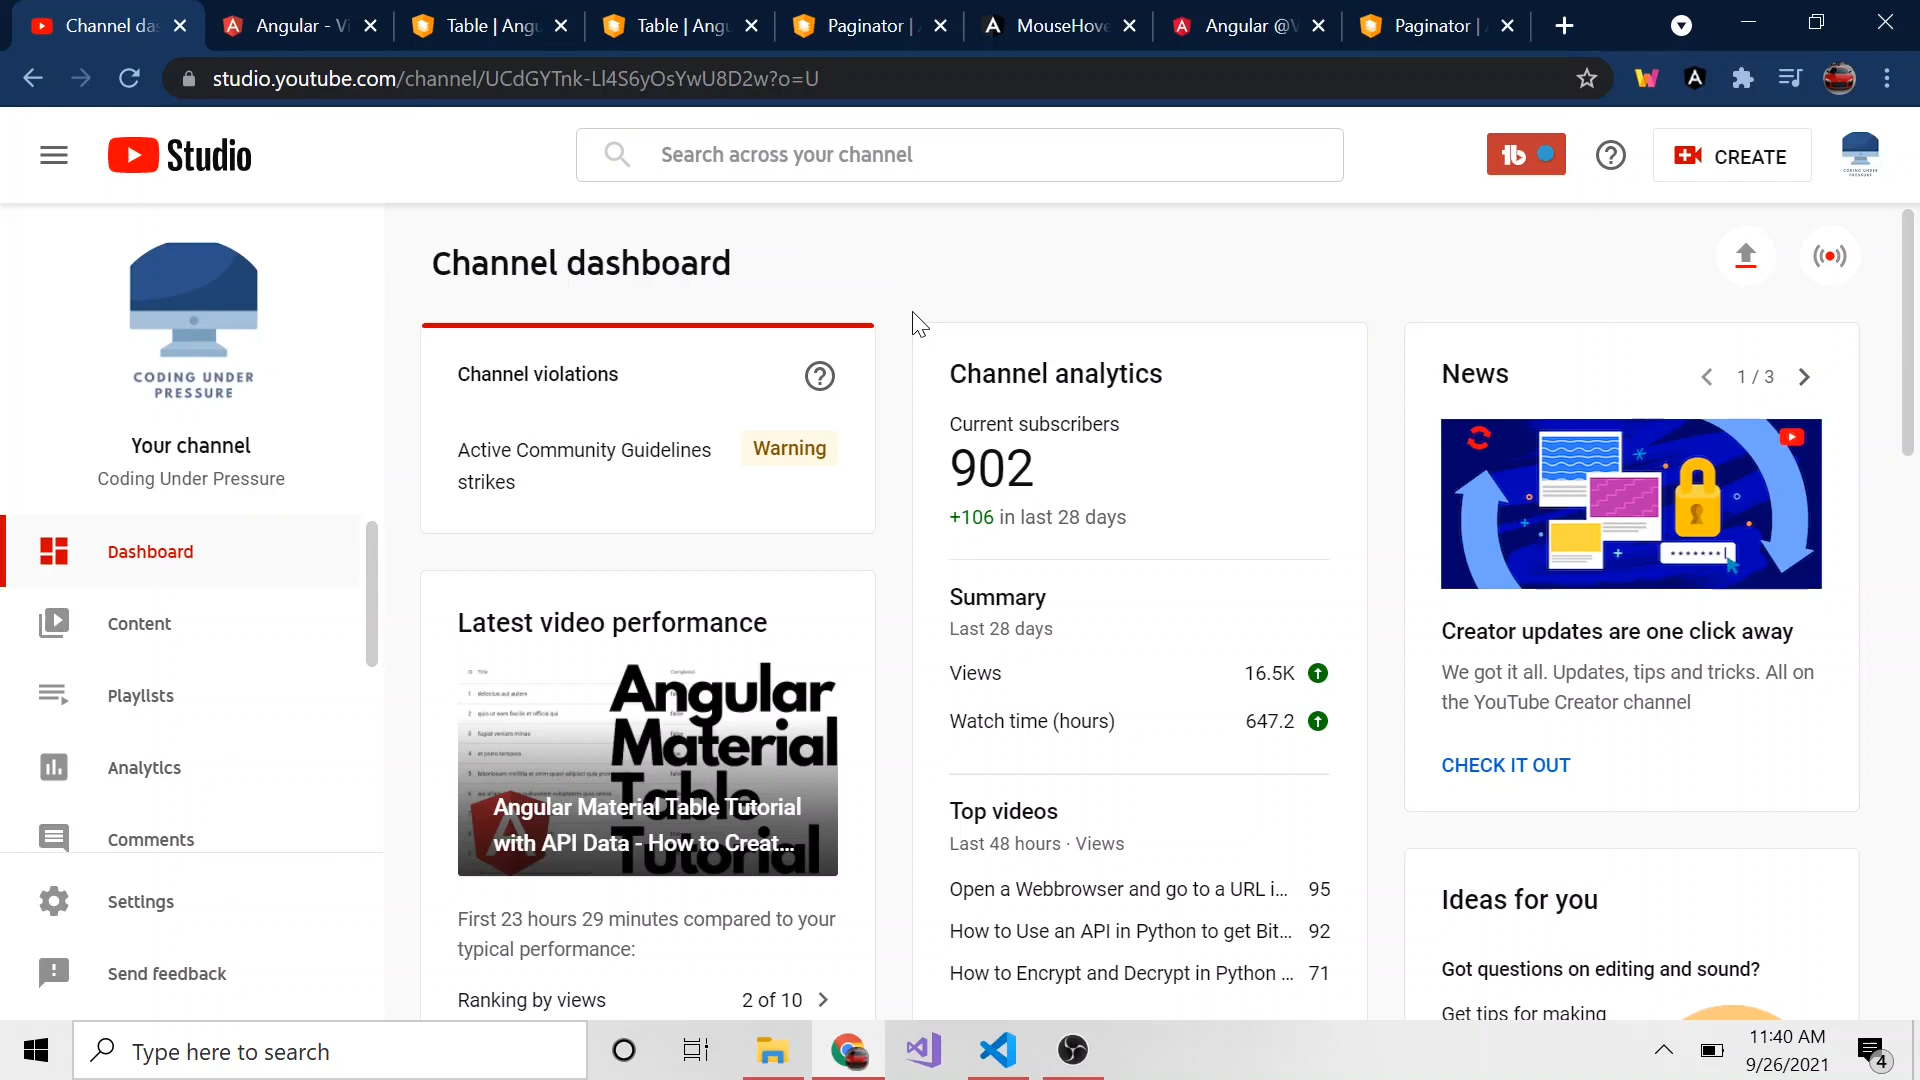 Channel da
Angular - Vi
Table | Angu
Table | Angu
Paginator |
MouseHove
Angular @V
Paginator | A
studio.youtube.com/channel/UCdGYTnk-Ll4S6yOsYwU8D2w?o=U
Studio
Search across your channel
tb
CREATE
CODING UNDER
PRESSURE
Your channel
Coding Under Pressure
Dashboard
Content
Playlists
Analytics
Comments
Settings
Send feedback
Channel dashboard
Channel violations
Active Community Guidelines
strikes
Warning
Latest video performance
Angular
Material
Table
Tutorial
Angular Material Table Tutorial
with API Data - How to Creat...
First 23 hours 29 minutes compared to your
typical performance:
Ranking by views
2 of 10
Channel analytics
Current subscribers
902
+106 in last 28 days
Summary
Last 28 days
Views 16.5K
Watch time (hours) 647.2
Top videos
Last 48 hours · Views
Open a Webbrowser and go to a URL i... 95
How to Use an API in Python to get Bit... 92
How to Encrypt and Decrypt in Python ... 71
News
1 / 3
Creator updates are one click away
We got it all. Updates, tips and tricks. All on
the YouTube Creator channel
CHECK IT OUT
Ideas for you
Got questions on editing and sound?
Get tips for making
Type here to search
11:40 AM
9/26/2021
4